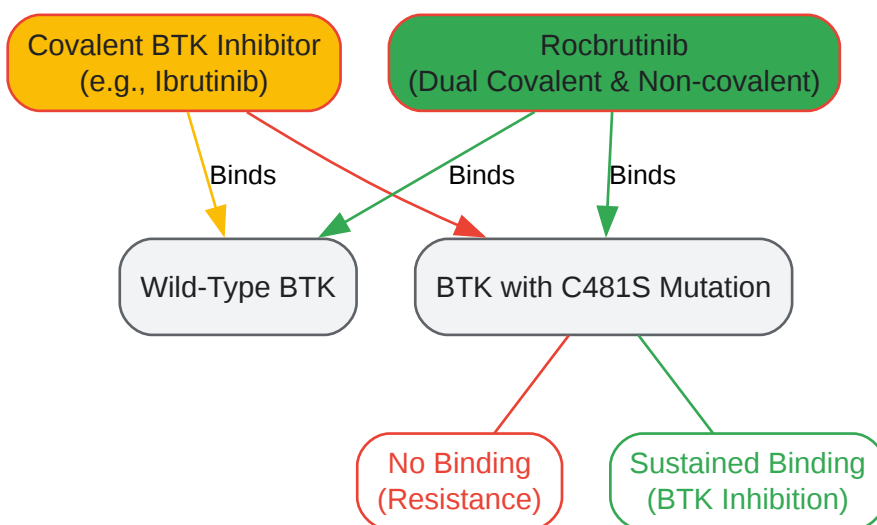 Covalent BTK Inhibitor
(e.g., Ibrutinib)
Rocbrutinib
(Dual Covalent & Non-covalent)
Binds
Binds
Binds
Wild-Type BTK
BTK with C481S Mutation
No Binding
(Resistance)
Sustained Binding
(BTK Inhibition)